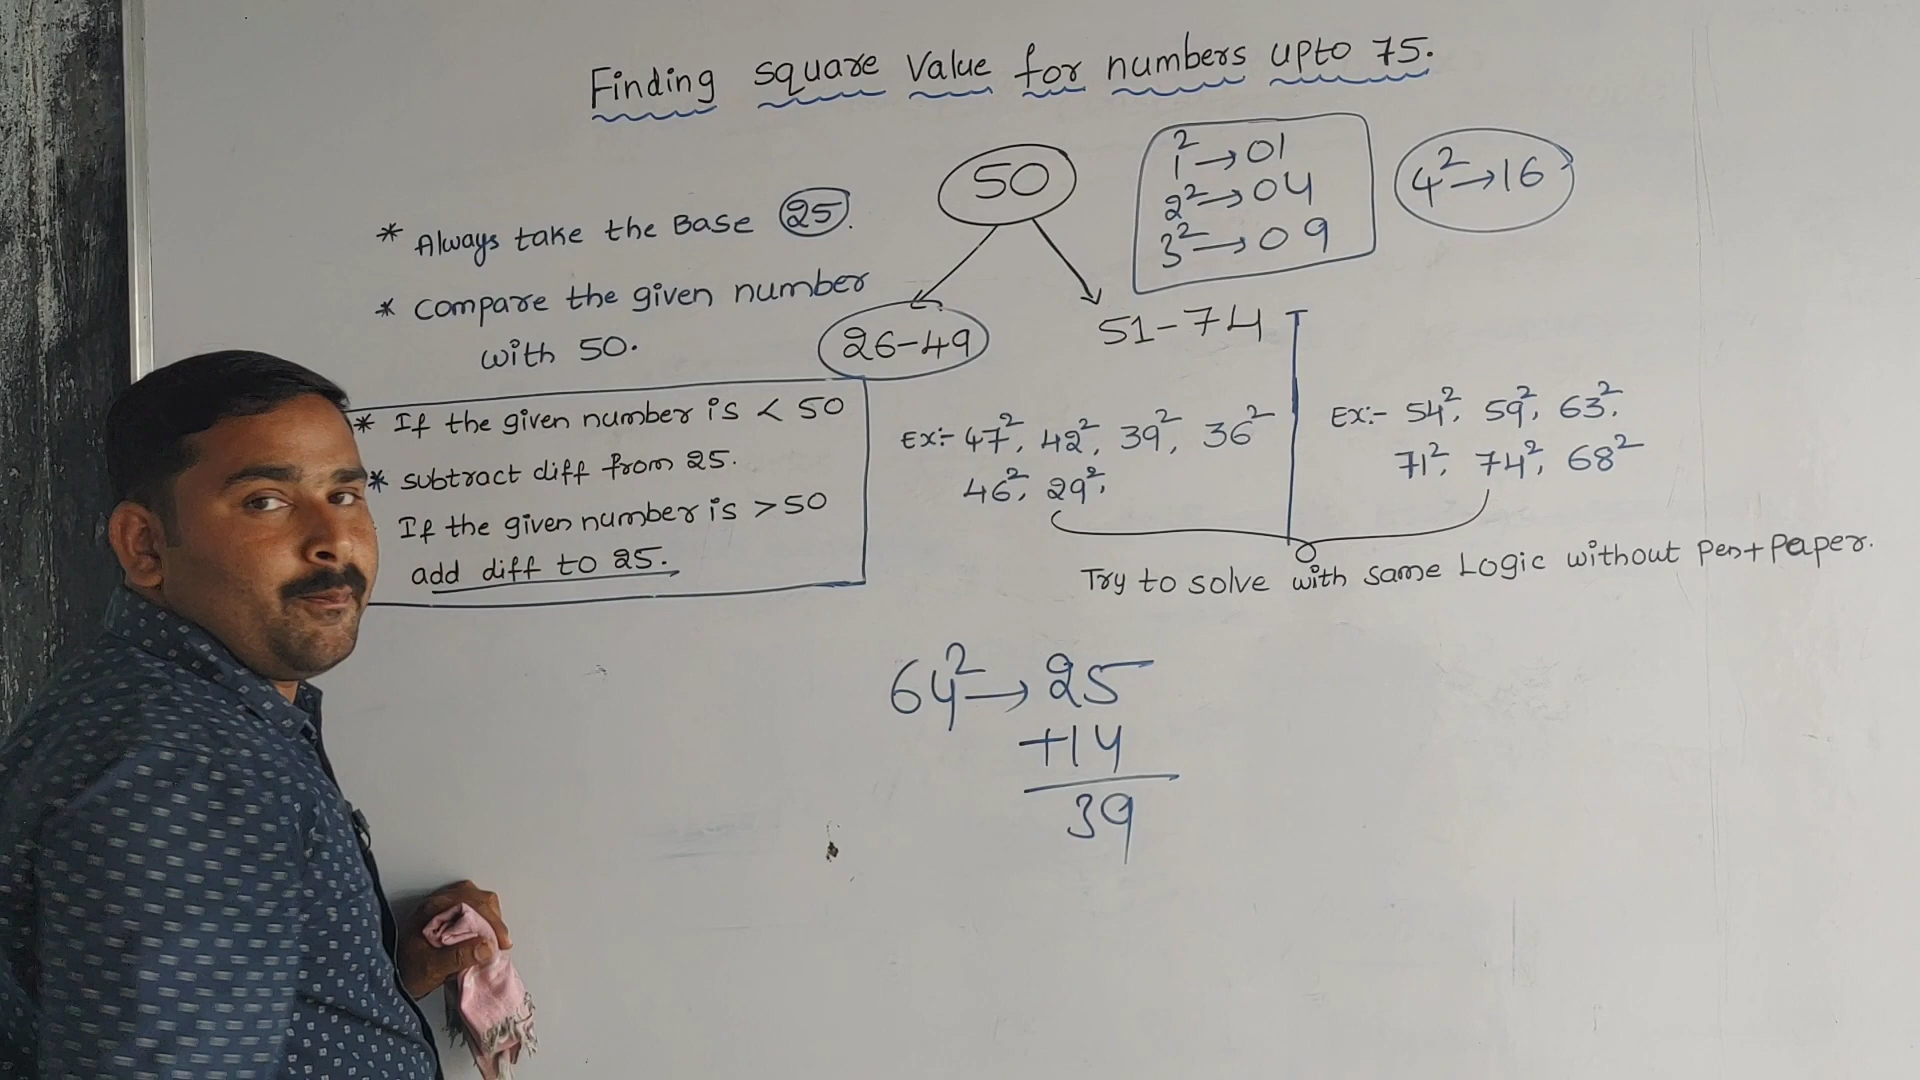 Finding square Value for numbers upto 75.
50
1² → 01
2² → 04
3² → 09
4² → 16
* Always take the Base 25.
* compare the given number
with 50.
26-49
51-74
* If the given number is < 50
* subtract diff from 25.
If the given number is > 50
add diff to 25.
Ex:- 47², 42², 39², 36²
46², 29²,
Ex:- 54², 59², 63²,
71², 74², 68²
Try to solve with same Logic without Pen+Paper.
64² → 25
+14
39